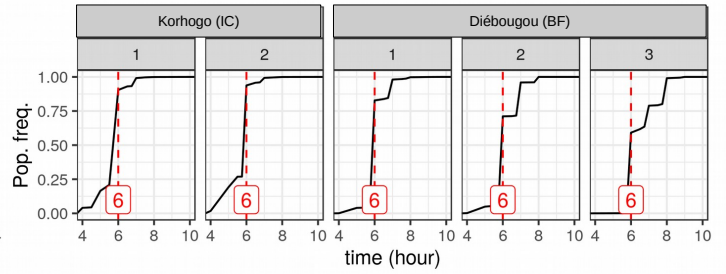 Korhogo (IC) Diébougou (BF)
1 2 1 2 3
Pop. freq.
1.00
0.75
0.50
0.25
0.00
6 6 6 6 6
4 6 8 10 4 6 8 10 4 6 8 10 4 6 8 10 4 6 8 10
time (hour)